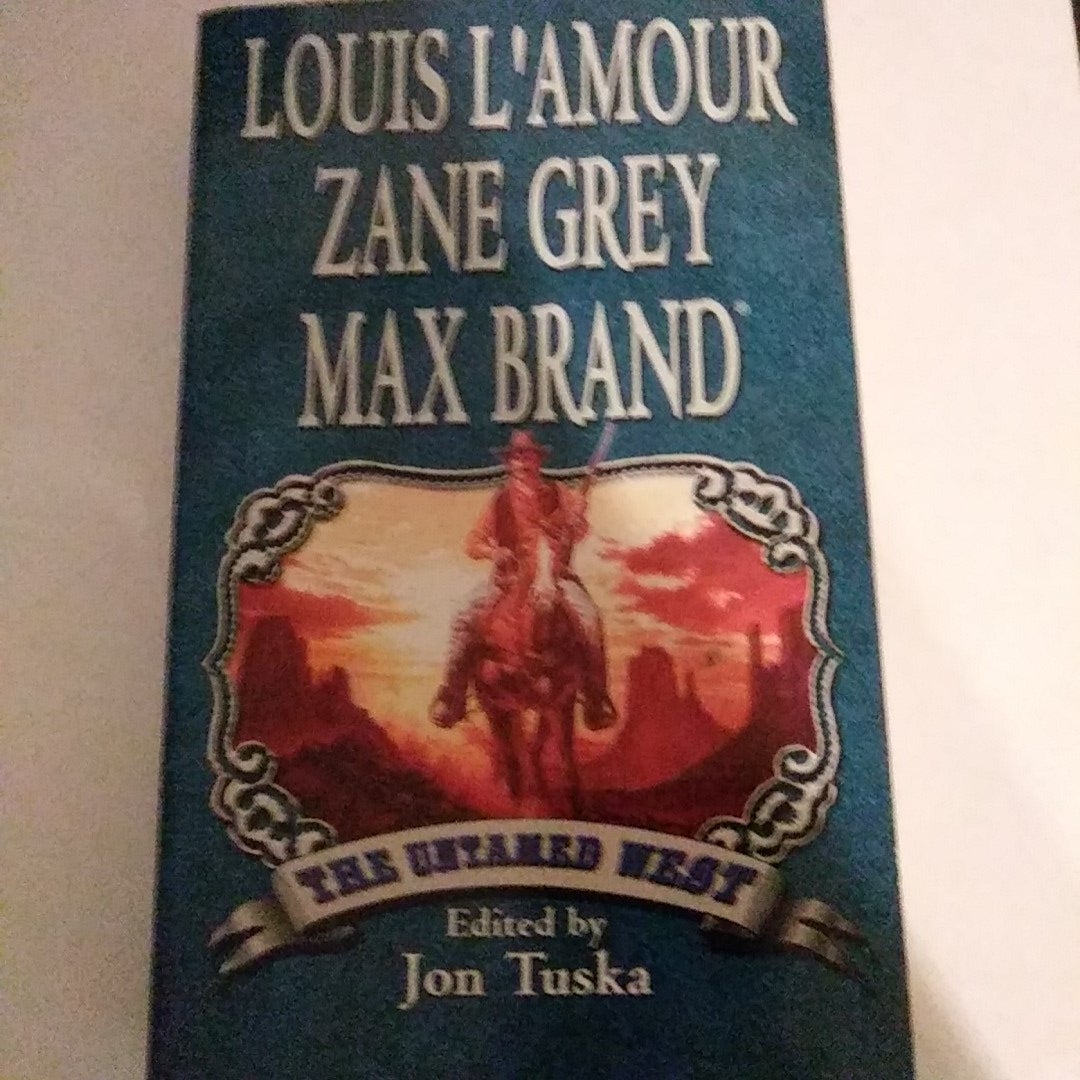 LOUIS L'AMOUR
ZANE GREY
MAX BRAND
THE UNTAMED WEST
Edited by
Jon Tuska